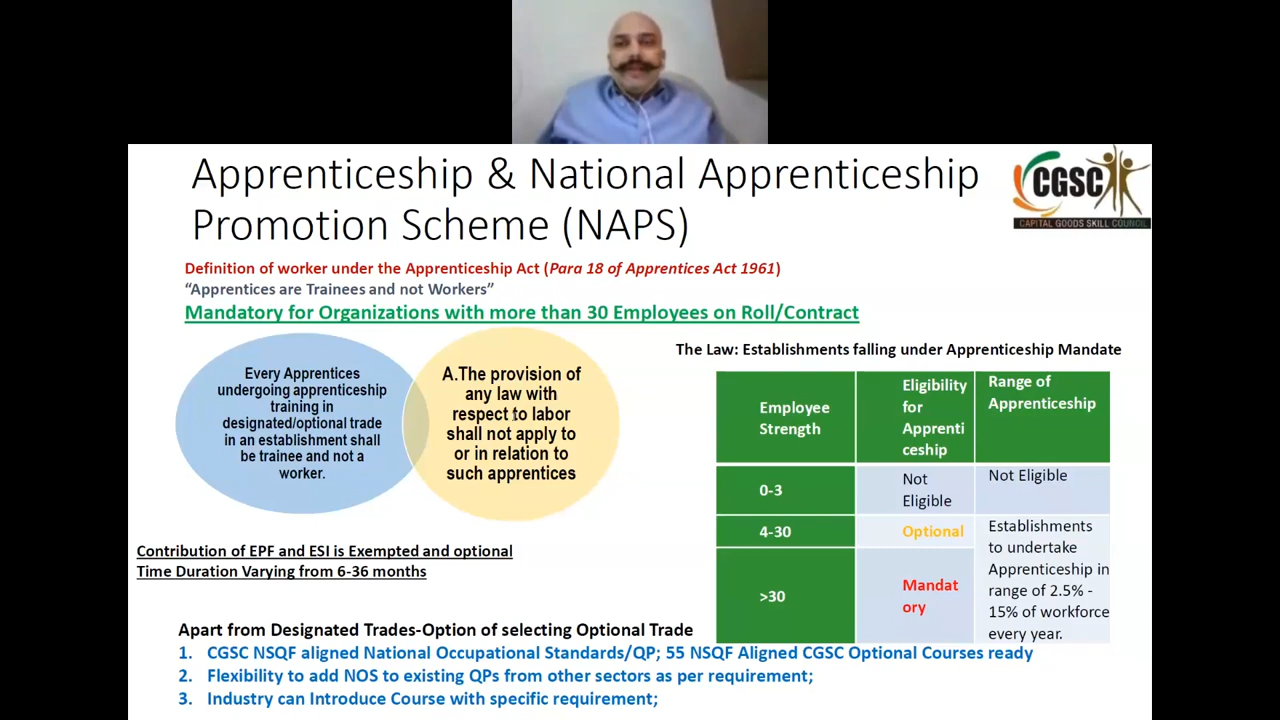 Apprenticeship & National Apprenticeship
Promotion Scheme (NAPS)
CGSC
CAPITAL GOODS SKILL COUNCIL
Definition of worker under the Apprenticeship Act (Para 18 of Apprentices Act 1961)
“Apprentices are Trainees and not Workers”
Mandatory for Organizations with more than 30 Employees on Roll/Contract
Every Apprentices
undergoing apprenticeship
training in
designated/optional trade
in an establishment shall
be trainee and not a
worker.
A.The provision of
any law with
respect to labor
shall not apply to
or in relation to
such apprentices
The Law: Establishments falling under Apprenticeship Mandate
Employee
Strength
Eligibility
for
Apprenti
ceship
Range of
Apprenticeship
0-3
Not
Eligible
Not Eligible
4-30
Optional
>30
Mandat
ory
Establishments
to undertake
Apprenticeship in
range of 2.5% -
15% of workforce
every year.
Contribution of EPF and ESI is Exempted and optional
Time Duration Varying from 6-36 months
Apart from Designated Trades-Option of selecting Optional Trade
1. CGSC NSQF aligned National Occupational Standards/QP; 55 NSQF Aligned CGSC Optional Courses ready
2. Flexibility to add NOS to existing QPs from other sectors as per requirement;
3. Industry can Introduce Course with specific requirement;